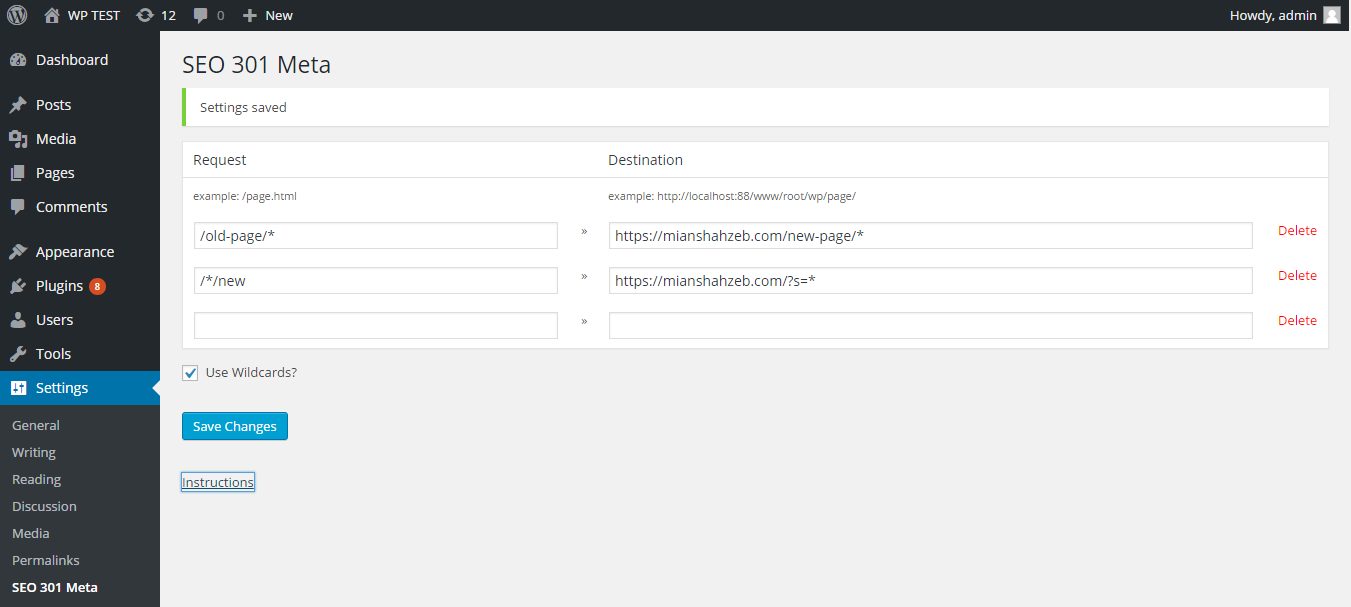 WP TEST 12 0 New Howdy, admin
Dashboard
Posts
Media
Pages
Comments
Appearance
Plugins 8
Users
Tools
Settings
General
Writing
Reading
Discussion
Media
Permalinks
SEO 301 Meta
SEO 301 Meta
Settings saved
Request Destination
example: /page.html example: http://localhost:88/www/root/wp/page/
/old-page/* » https://mianshahzeb.com/new-page/* Delete
/*/new » https://mianshahzeb.com/?s=* Delete
» Delete
Use Wildcards?
Save Changes
Instructions